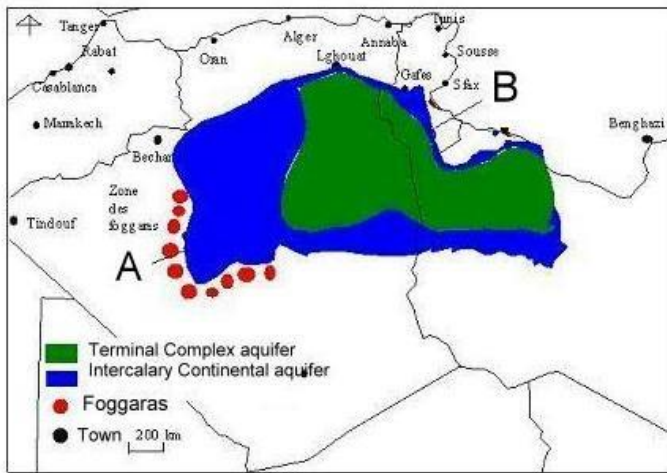 Tanger
Alger
Annaba
Tunis
Rabat
Oran
Sousse
Lghouat
Casablanca
Gafes
Sfax
B
Marrakech
Benghazi
Bechar
Zone
des
foggaras
Tindouf
A
Terminal Complex aquifer
Intercalary Continental aquifer
Foggaras
Town 200 km